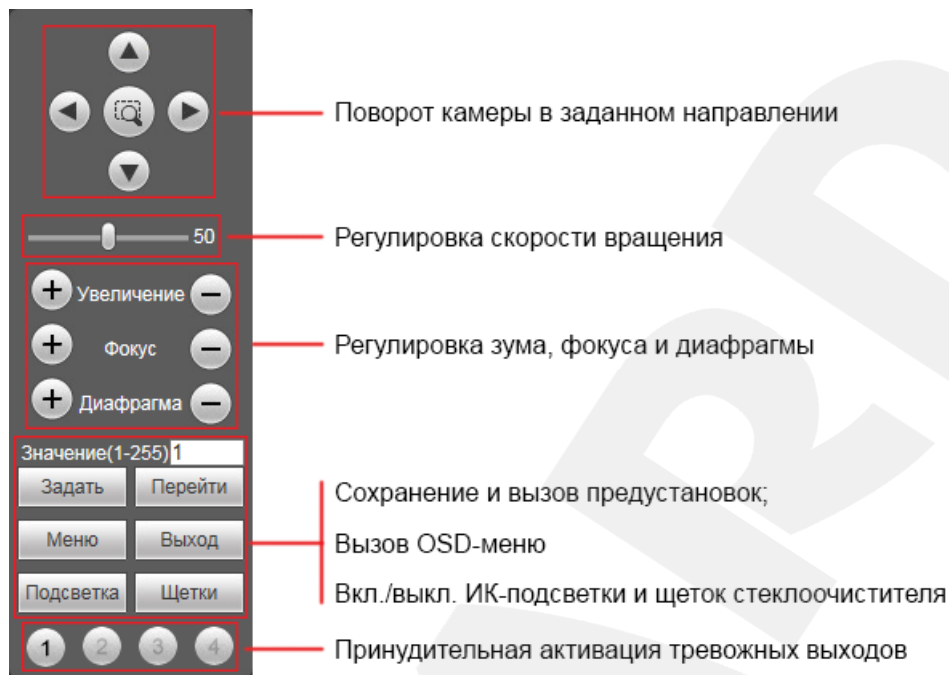 Поворот камеры в заданном направлении
50
Регулировка скорости вращения
Увеличение
Фокус
Диафрагма
Регулировка зума, фокуса и диафрагмы
Значение(1-255) 1
Задать Перейти
Меню Выход
Подсветка Щетки
Сохранение и вызов предустановок;
Вызов OSD-меню
Вкл./выкл. ИК-подсветки и щеток стеклоочистителя
1 2 3 4
Принудительная активация тревожных выходов